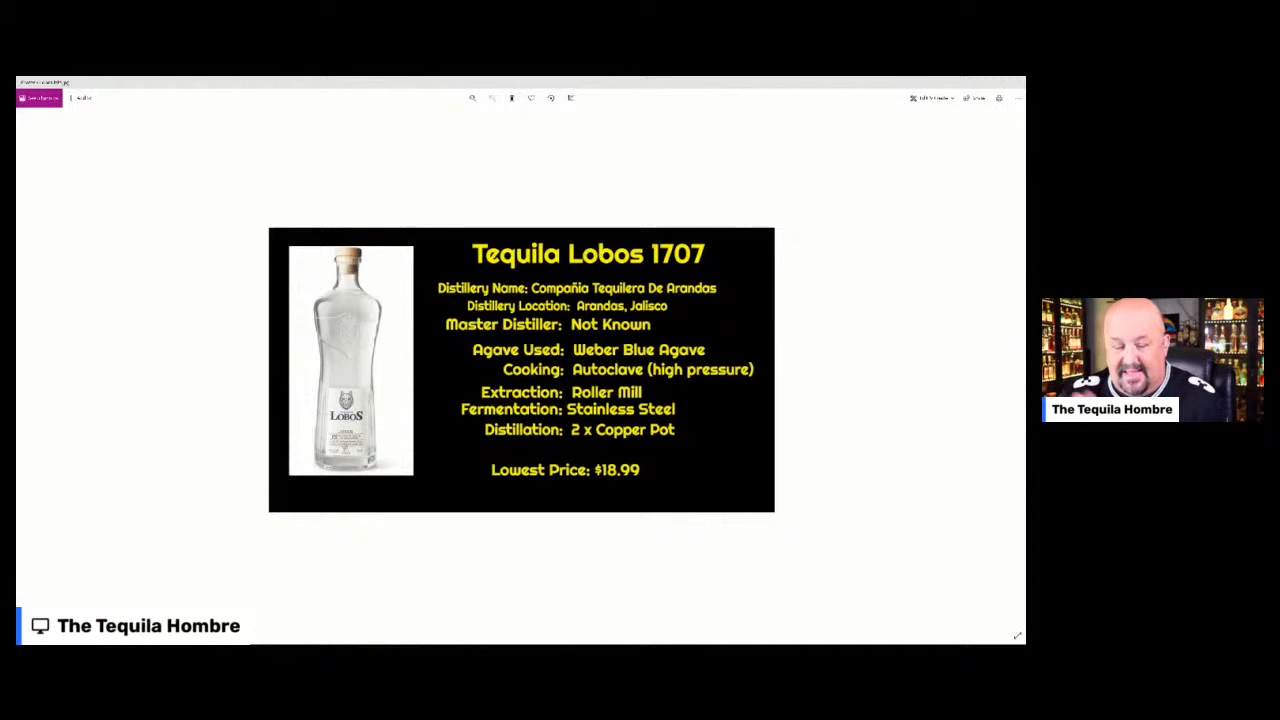 Tequila Lobos 1707
Distillery Name: Compañia Tequilera De Arandas
Distillery Location: Arandas, Jalisco
Master Distiller: Not Known
Agave Used: Weber Blue Agave
Cooking: Autoclave (high pressure)
Extraction: Roller Mill
Fermentation: Stainless Steel
Distillation: 2 x Copper Pot
Lowest Price: $18.99
LOBOS
The Tequila Hombre
3 3
The Tequila Hombre